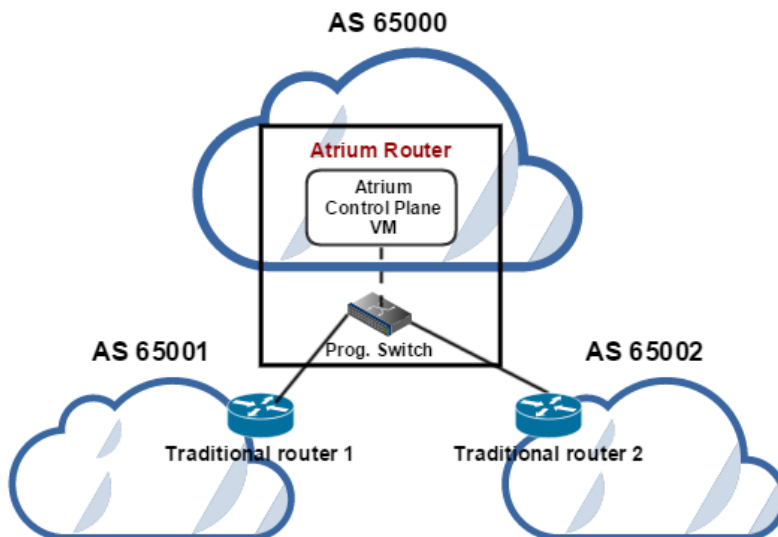 AS 65000
Atrium Router
Atrium
Control Plane
VM
Prog. Switch
AS 65001
AS 65002
Traditional router 1
Traditional router 2